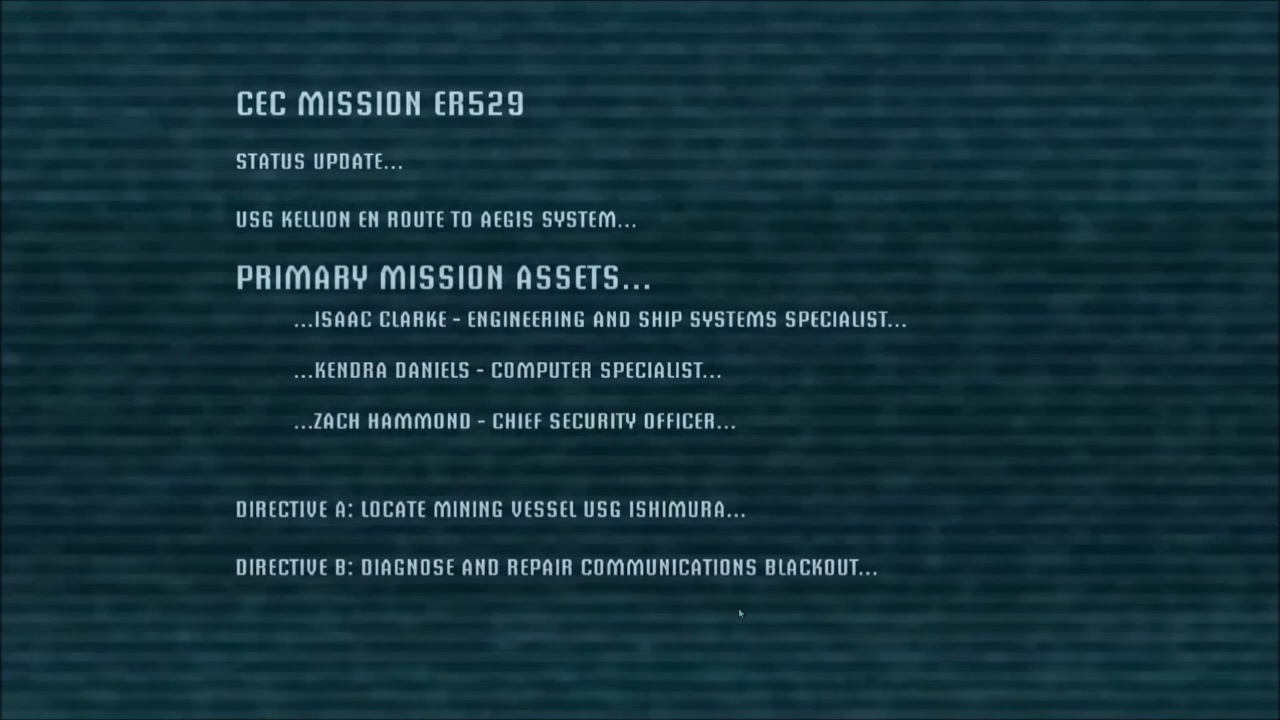 CEC MISSION ER529
STATUS UPDATE...
USG KELLION EN ROUTE TO AEGIS SYSTEM...
PRIMARY MISSION ASSETS...
...ISAAC CLARKE - ENGINEERING AND SHIP SYSTEMS SPECIALIST...
...KENDRA DANIELS - COMPUTER SPECIALIST...
...ZACH HAMMOND - CHIEF SECURITY OFFICER...
DIRECTIVE A: LOCATE MINING VESSEL USG ISHIMURA...
DIRECTIVE B: DIAGNOSE AND REPAIR COMMUNICATIONS BLACKOUT...